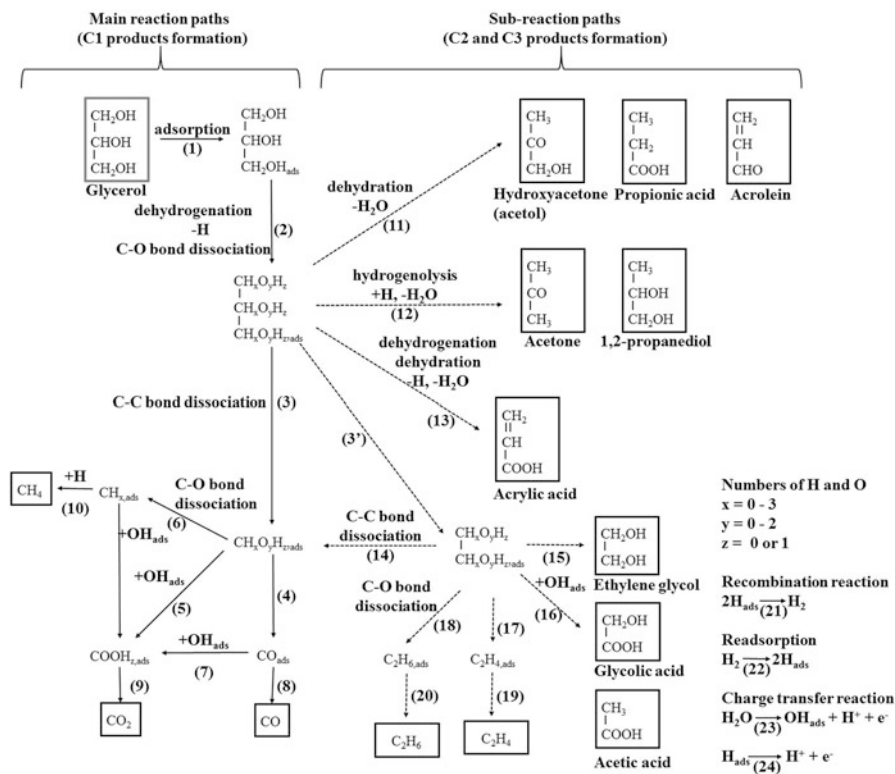 Main reaction paths
(C1 products formation)
Sub-reaction paths
(C2 and C3 products formation)
CH₂OH
CHOH
CH₂OH
Glycerol
adsorption
(1)
CH₂OH
CHOH
CH₂OHads
dehydrogenation
-H
C-O bond dissociation
(2)
dehydration
-H₂O
(11)
CH₃
CO
CH₂OH
Hydroxyacetone
(acetol)
CH₃
CH₂
COOH
Propionic acid
CH₂
CH
CHO
Acrolein
CHxOyHz
CHxOyHz
CHxOyHz,ads
hydrogenolysis
+H, -H₂O
(12)
CH₃
CO
CH₃
Acetone
CH₃
CHOH
CH₂OH
1,2-propanediol
dehydrogenation
dehydration
-H, -H₂O
(13)
CH₂
CH
COOH
Acrylic acid
C-C bond dissociation
(3)
(3')
+H
CH₄
(10)
CHx,ads
C-O bond
dissociation
(6)
+OHads
CHxOyHz,ads
+OHads
(5)
(4)
C-C bond
dissociation
(14)
CHxOyHz
CHxOyHz,ads
(15)
CH₂OH
CH₂OH
Ethylene glycol
+OHads
(16)
C-O bond
dissociation
(18)
(17)
CH₂OH
COOH
Glycolic acid
COOHz,ads
+OHads
(7)
COads
C₂H₆,ads
C₂H₄,ads
(9)
(8)
(20)
(19)
CO₂
CO
C₂H₆
C₂H₄
CH₃
COOH
Acetic acid
Numbers of H and O
x = 0 - 3
y = 0 - 2
z = 0 or 1
Recombination reaction
2Hads → H₂
(21)
Readsorption
H₂ → 2Hads
(22)
Charge transfer reaction
H₂O → OHads + H⁺ + e⁻
(23)
Hads → H⁺ + e⁻
(24)